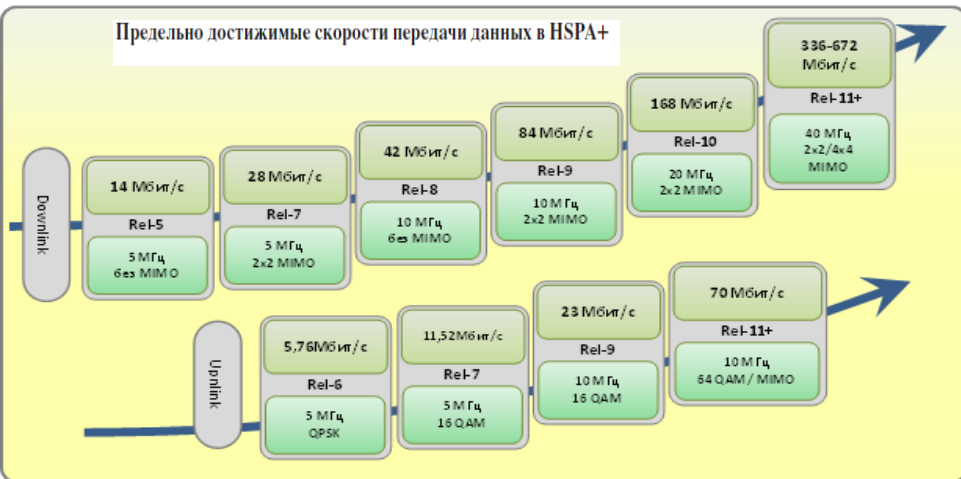 Предельно достижимые скорости передачи данных в HSPA+
Downlink
14 Мбит/с
Rel-5
5 МГц
без MIMO
28 Мбит/с
Rel-7
5 МГц
2x2 MIMO
42 Мбит/с
Rel-8
10 МГц
без MIMO
84 Мбит/с
Rel-9
10 МГц
2x2 MIMO
168 Мбит/с
Rel-10
20 МГц
2x2 MIMO
336-672
Мбит/с
Rel-11+
40 МГц
2x2/4x4
MIMO
Upnlink
5,76Мбит/с
Rel-6
5 МГц
QPSK
11,52Мбит/с
Rel-7
5 МГц
16 QAM
23 Мбит/с
Rel-9
10 МГц
16 QAM
70 Мбит/с
Rel-11+
10 МГц
64 QAM / MIMO